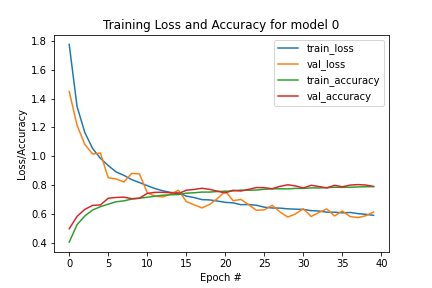 Training Loss and Accuracy for model 0
1.8
1.6
1.4
1.2
1.0
0.8
0.6
0.4
Loss/Accuracy
train_loss
val_loss
train_accuracy
val_accuracy
0 5 10 15 20 25 30 35 40
Epoch #